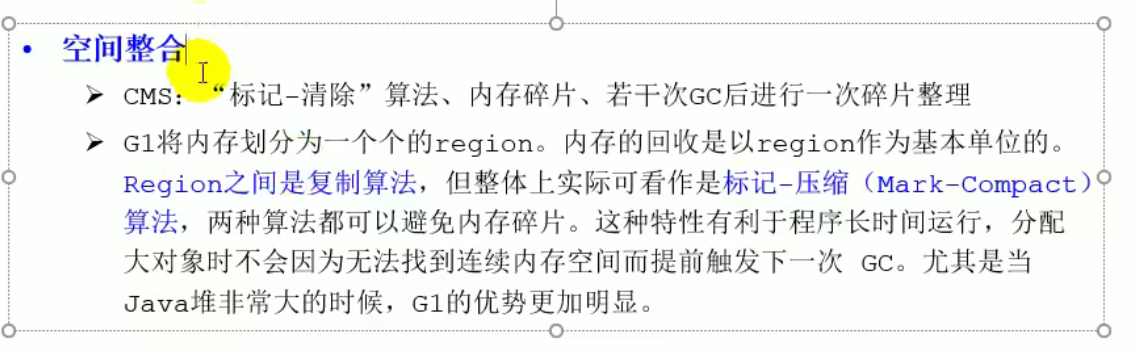 • 空间整合
➢ CMS:“标记-清除”算法、内存碎片、若干次GC后进行一次碎片整理
➢ G1将内存划分为一个个的region。内存的回收是以region作为基本单位的。
Region之间是复制算法,但整体上实际可看作是标记-压缩(Mark-Compact)
算法,两种算法都可以避免内存碎片。这种特性有利于程序长时间运行,分配
大对象时不会因为无法找到连续内存空间而提前触发下一次 GC。尤其是当
Java堆非常大的时候,G1的优势更加明显。